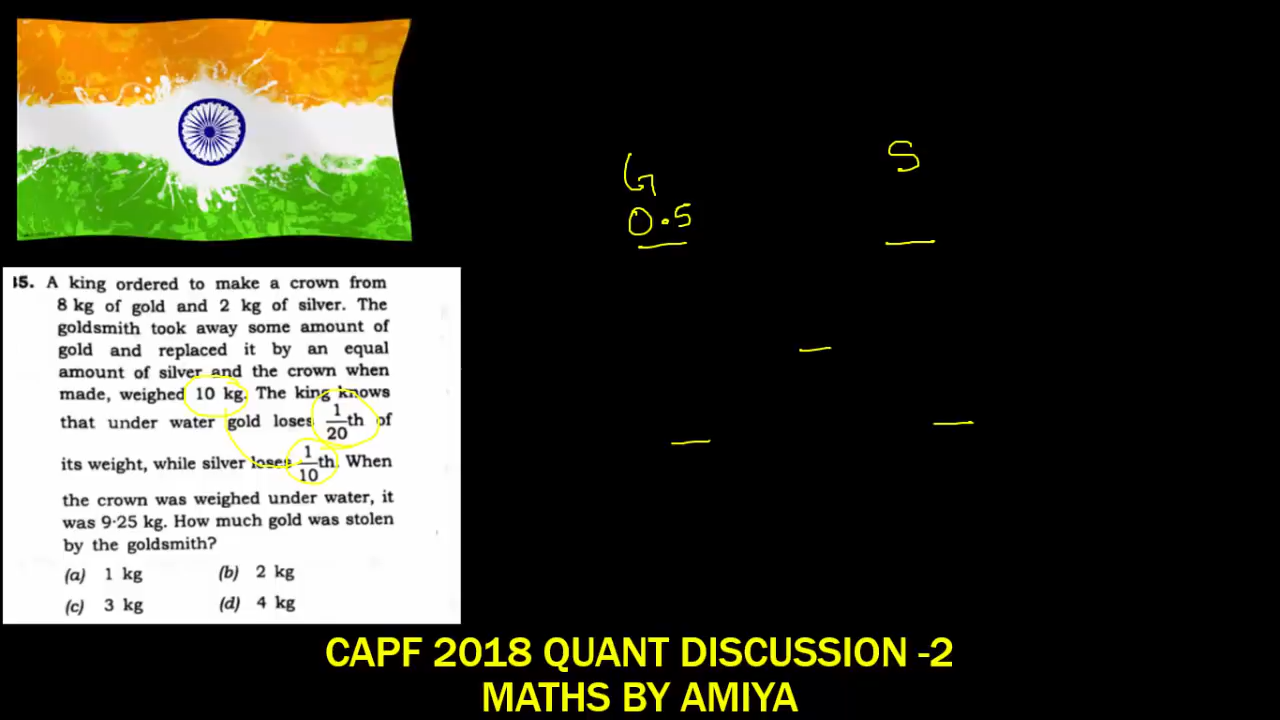 G
S
0.5
15. A king ordered to make a crown from
8 kg of gold and 2 kg of silver. The
goldsmith took away some amount of
gold and replaced it by an equal
amount of silver and the crown when
made, weighed 10 kg. The king knows
that under water gold loses 1/20 th of
its weight, while silver loses 1/10 th. When
the crown was weighed under water, it
was 9·25 kg. How much gold was stolen
by the goldsmith?
(a) 1 kg (b) 2 kg
(c) 3 kg (d) 4 kg
CAPF 2018 QUANT DISCUSSION -2
MATHS BY AMIYA